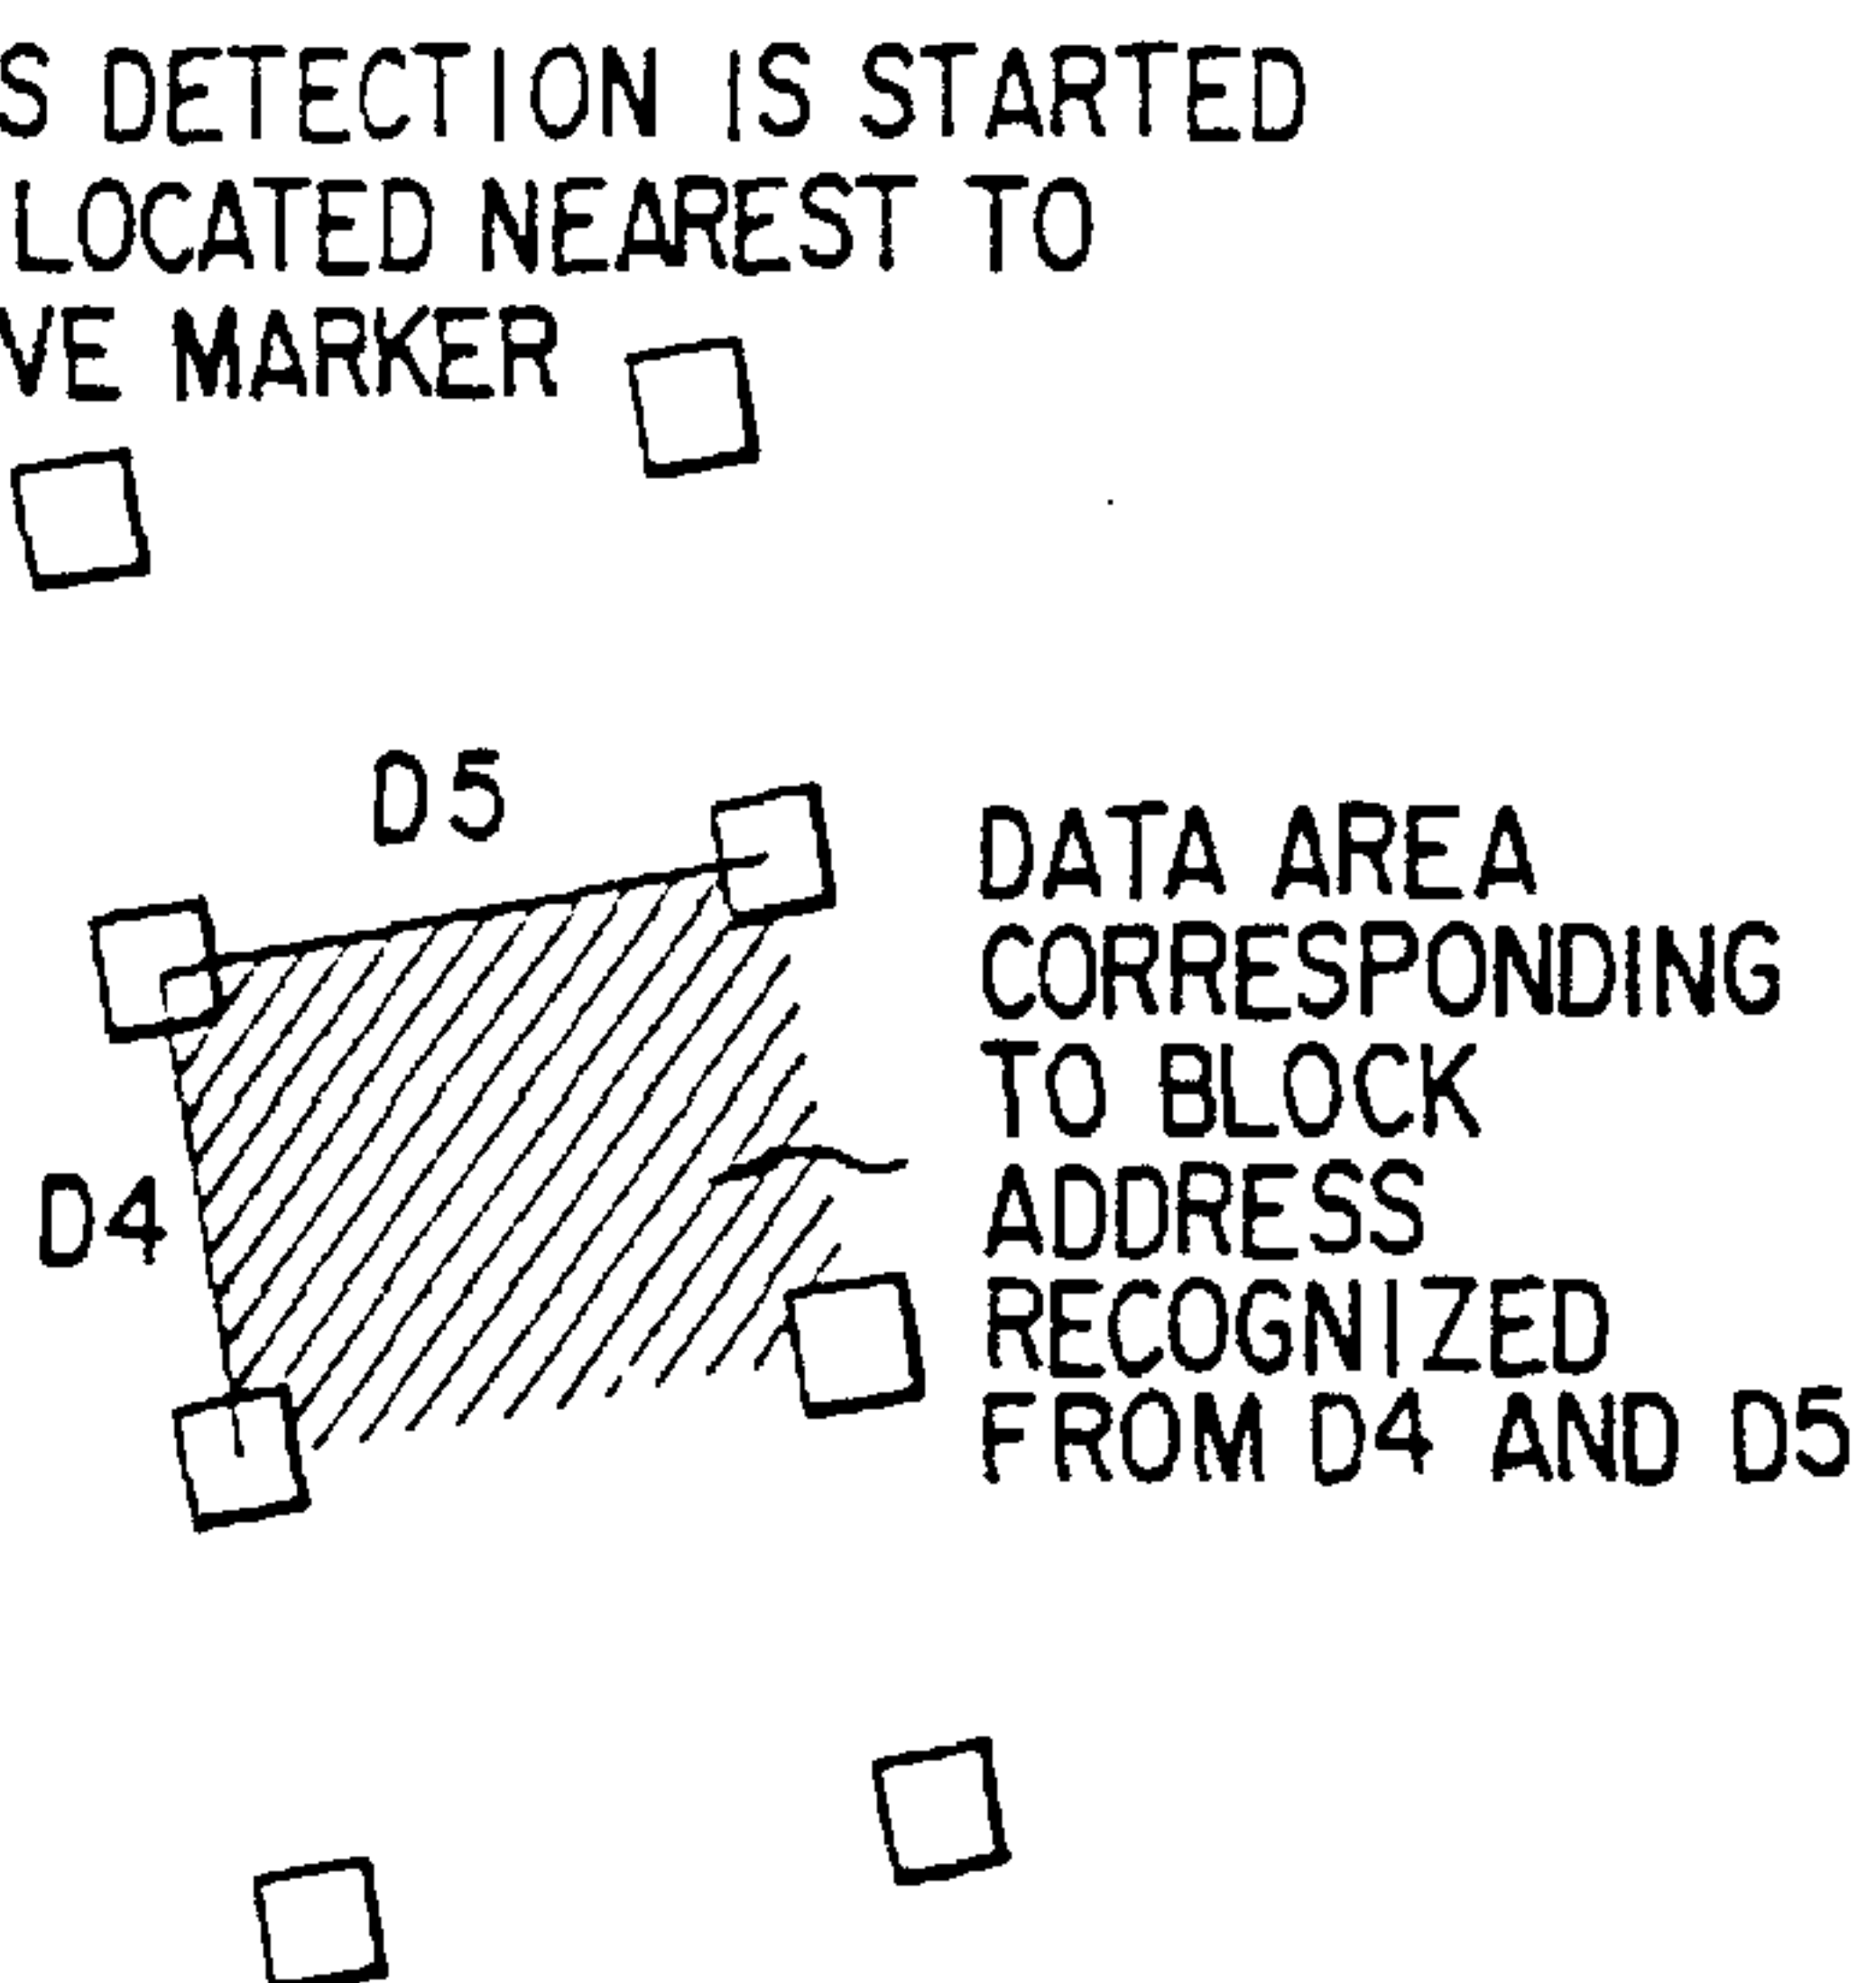 S DETECTION IS STARTED
LOCATED NEAREST TO
VE MARKER
D5
DATA AREA
CORRESPONDING
TO BLOCK
ADDRESS
RECOGNIZED
FROM D4 AND D5
D4